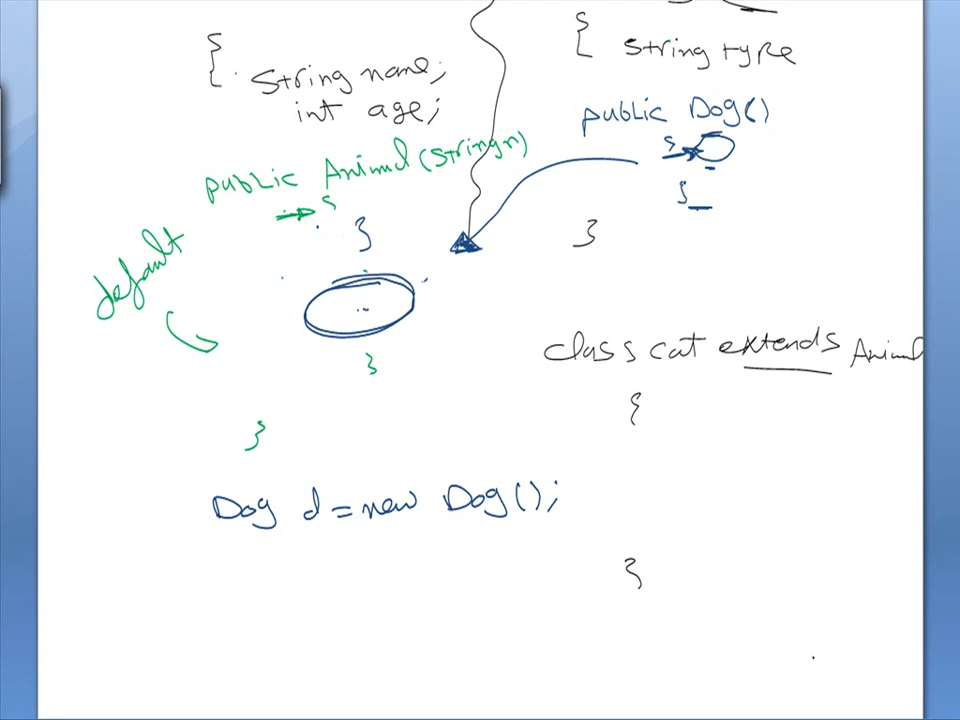 {
String name;
int age;
public Animal(String n)
{
}
default
}
}
Dog d = new Dog();
{ String type
public Dog()
{
}
}
class cat extends Animal
{
}